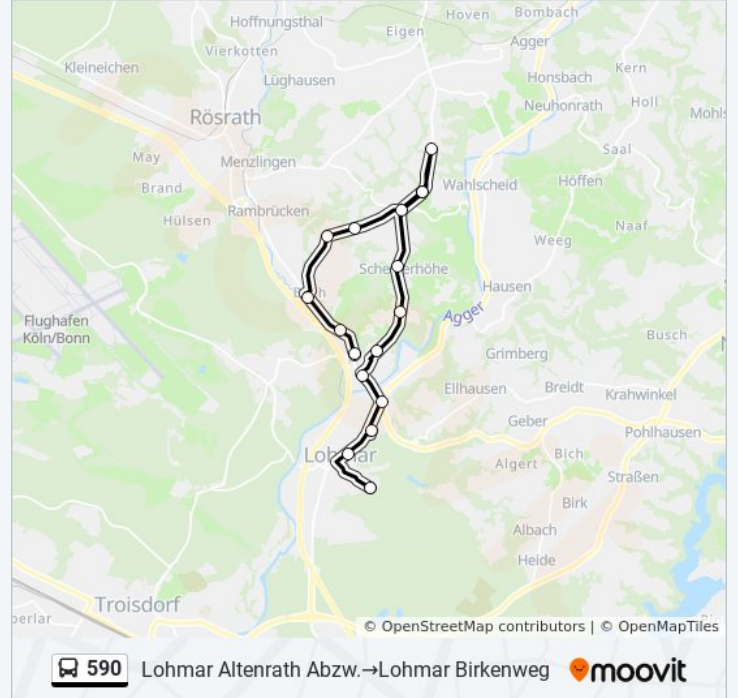 Hoffnungsthal
Hoven
Bombach
Eigen
Agger
Vierkotten
Kleineichen
Lüghausen
Kern
Honsbach
Holl
Neuhonrath
Mohls
Rösrath
May
Menzlingen
Saal
Brand
Wahlscheid
Höffen
Hülsen
Rambrücken
Naaf
Weeg
Hausen
Agger
Flughafen
Köln/Bonn
Busch
Grimberg
Ellhausen
Breidt
Krahwinkel
Geber
Pohlhausen
Lohmar
Algert
Bich
Straßen
Birk
Albach
Heide
Troisdorf
© OpenStreetMap contributors | © OpenMapTiles
590 Lohmar Altenrath Abzw.→Lohmar Birkenweg moovit